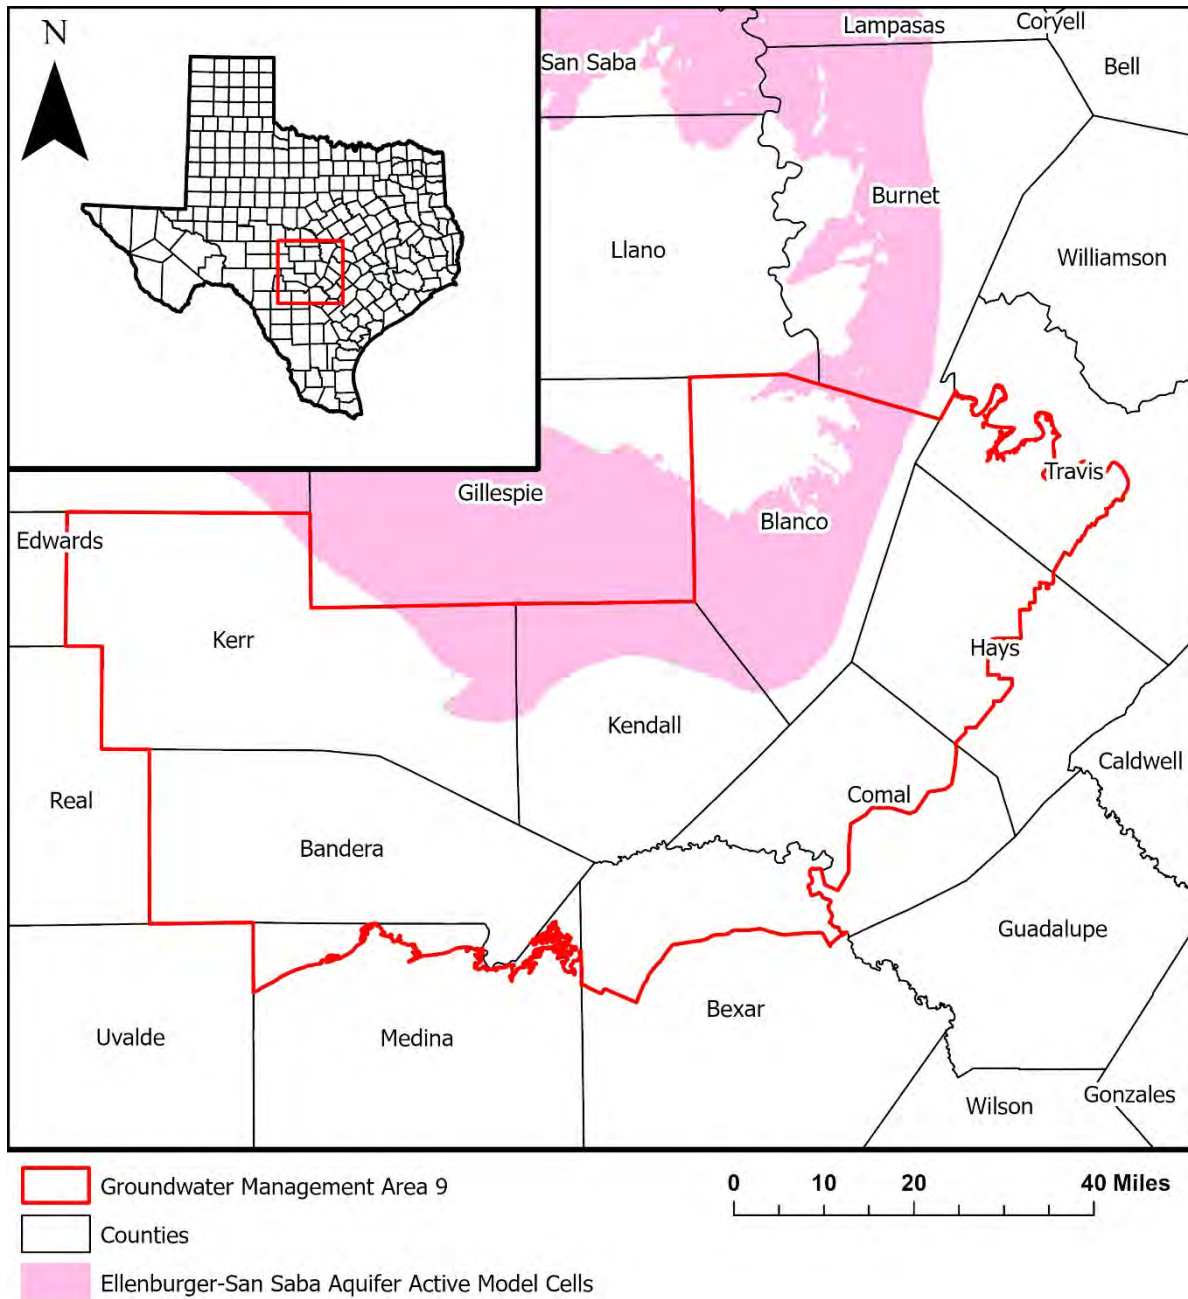 N
Lampasas
Coryell
San Saba
Bell
Burnet
Llano
Williamson
Travis
Gillespie
Blanco
Edwards
Kerr
Hays
Kendall
Caldwell
Real
Comal
Bandera
Guadalupe
Uvalde
Medina
Bexar
Wilson
Gonzales
Groundwater Management Area 9
0 10 20 40 Miles
Counties
Ellenburger-San Saba Aquifer Active Model Cells